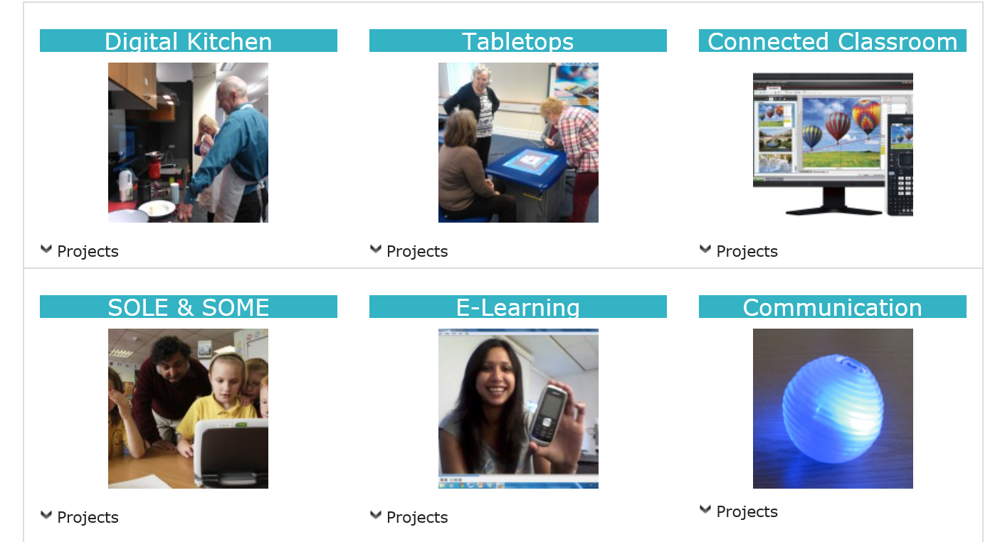 Digital Kitchen
Tabletops
Connected Classroom
Projects
Projects
Projects
SOLE & SOME
E-Learning
Communication
Projects
Projects
Projects